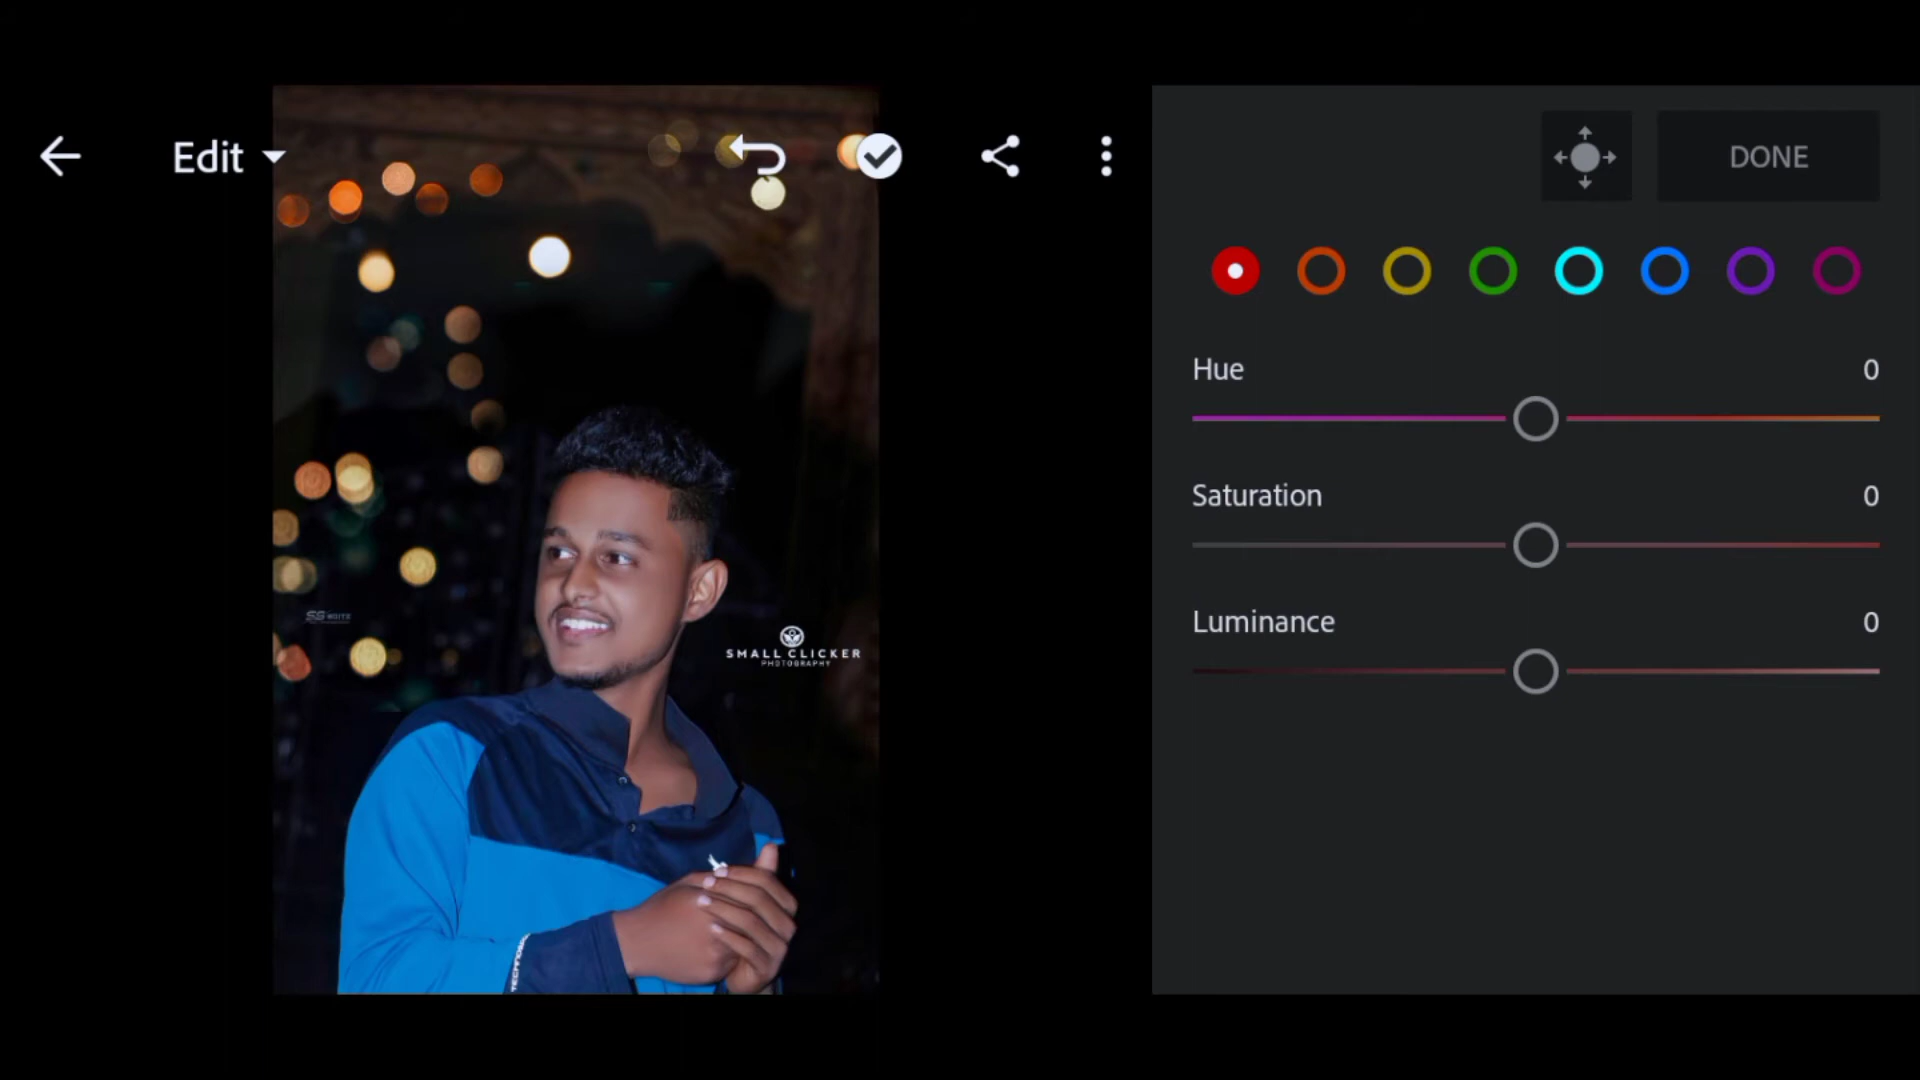 Edit
DONE
Hue 0
Saturation 0
Luminance 0
SMALL CLICKER
PHOTOGRAPHY